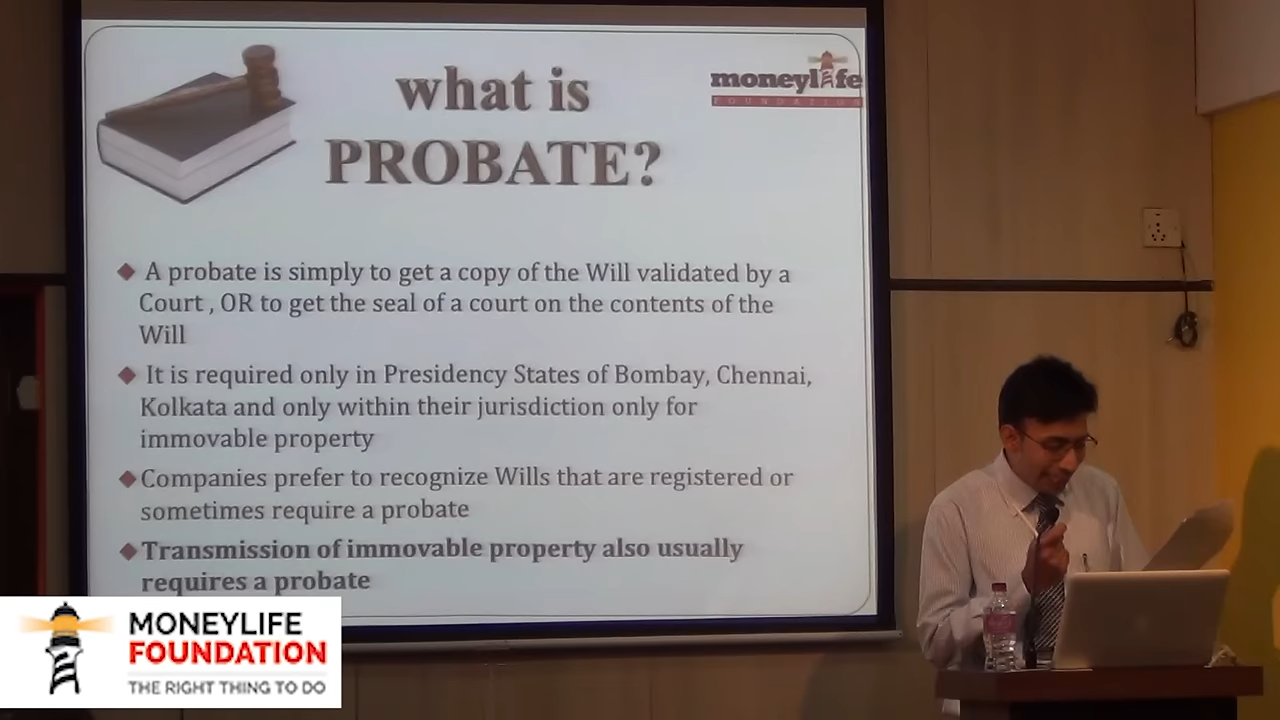 what is
PROBATE?
moneylife
FOUNDATION
A probate is simply to get a copy of the Will validated by a
Court , OR to get the seal of a court on the contents of the
Will
It is required only in Presidency States of Bombay, Chennai,
Kolkata and only within their jurisdiction only for
immovable property
Companies prefer to recognize Wills that are registered or
sometimes require a probate
Transmission of immovable property also usually
requires a probate
MONEYLIFE
FOUNDATION
THE RIGHT THING TO DO